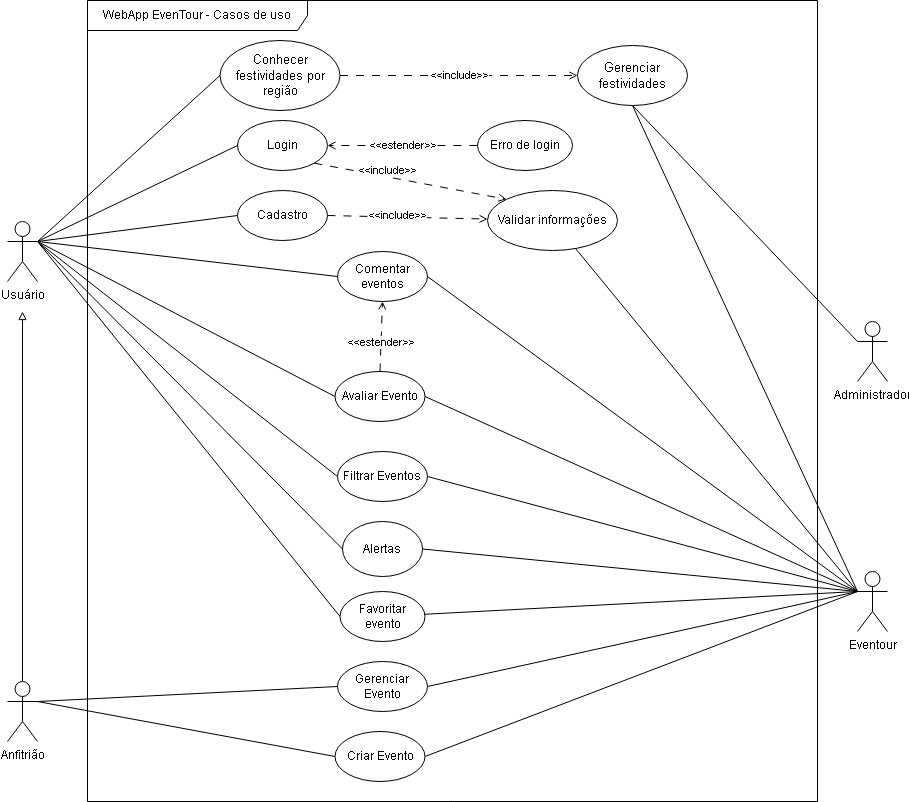 WebApp EvenTour - Casos de uso
Conhecer
festividades por
região
<<include>>
Gerenciar
festividades
Login
<<estender>>
Erro de login
<<include>>
Cadastro
<<include>>
Validar informações
Usuário
Comentar
eventos
<<estender>>
Administrador
Avaliar Evento
Filtrar Eventos
Alertas
Favoritar
evento
Eventour
Gerenciar
Evento
Anfitrião
Criar Evento